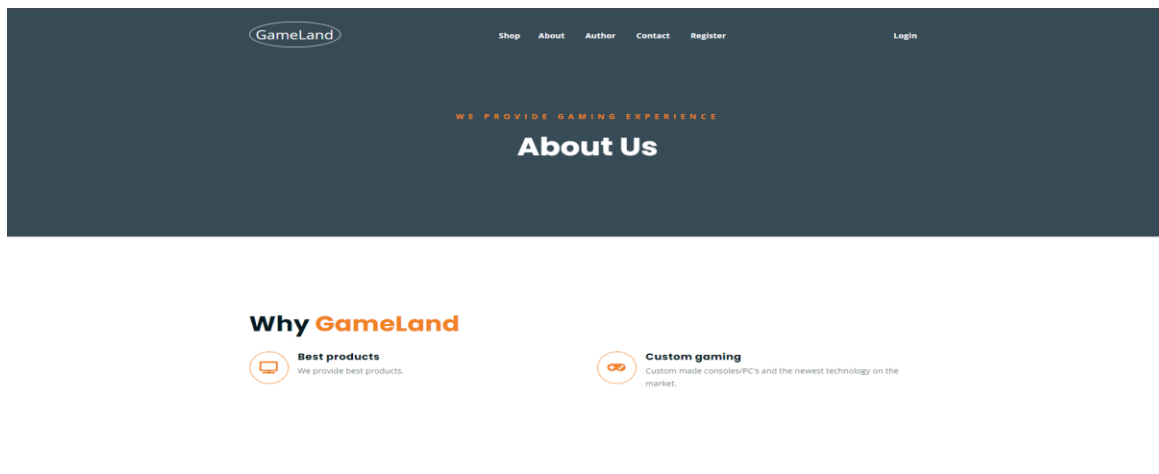 GameLand
Shop About Author Contact Register Login
WE PROVIDE GAMING EXPERIENCE
About Us
Why GameLand
Best products
We provide best products.
Custom gaming
Custom made consoles/PC's and the newest technology on the
market.